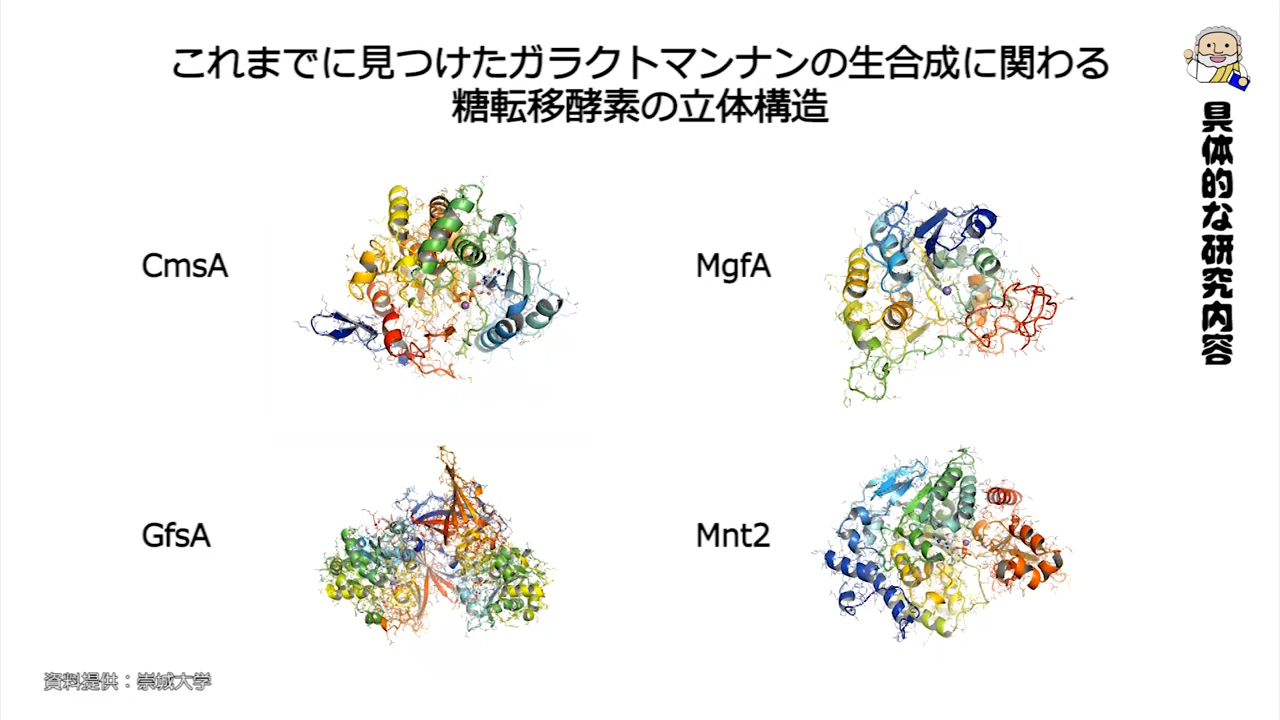 これまでに見つけたガラクトマンナンの生合成に関わる
糖転移酵素の立体構造
具体的な研究内容
CmsA
MgfA
GfsA
Mnt2
資料提供：崇城大学